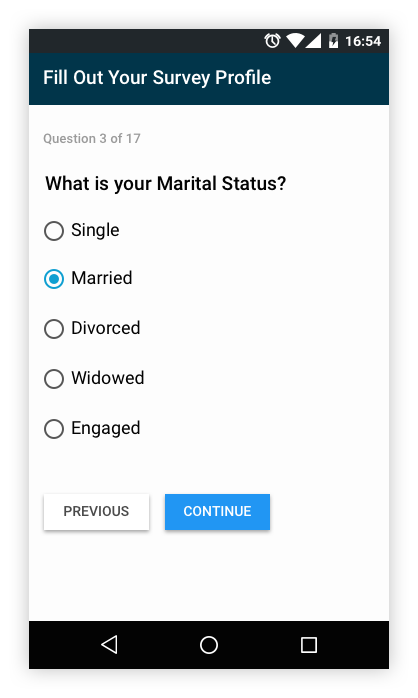 16:54
Fill Out Your Survey Profile
Question 3 of 17
What is your Marital Status?
Single
Married
Divorced
Widowed
Engaged
PREVIOUS CONTINUE